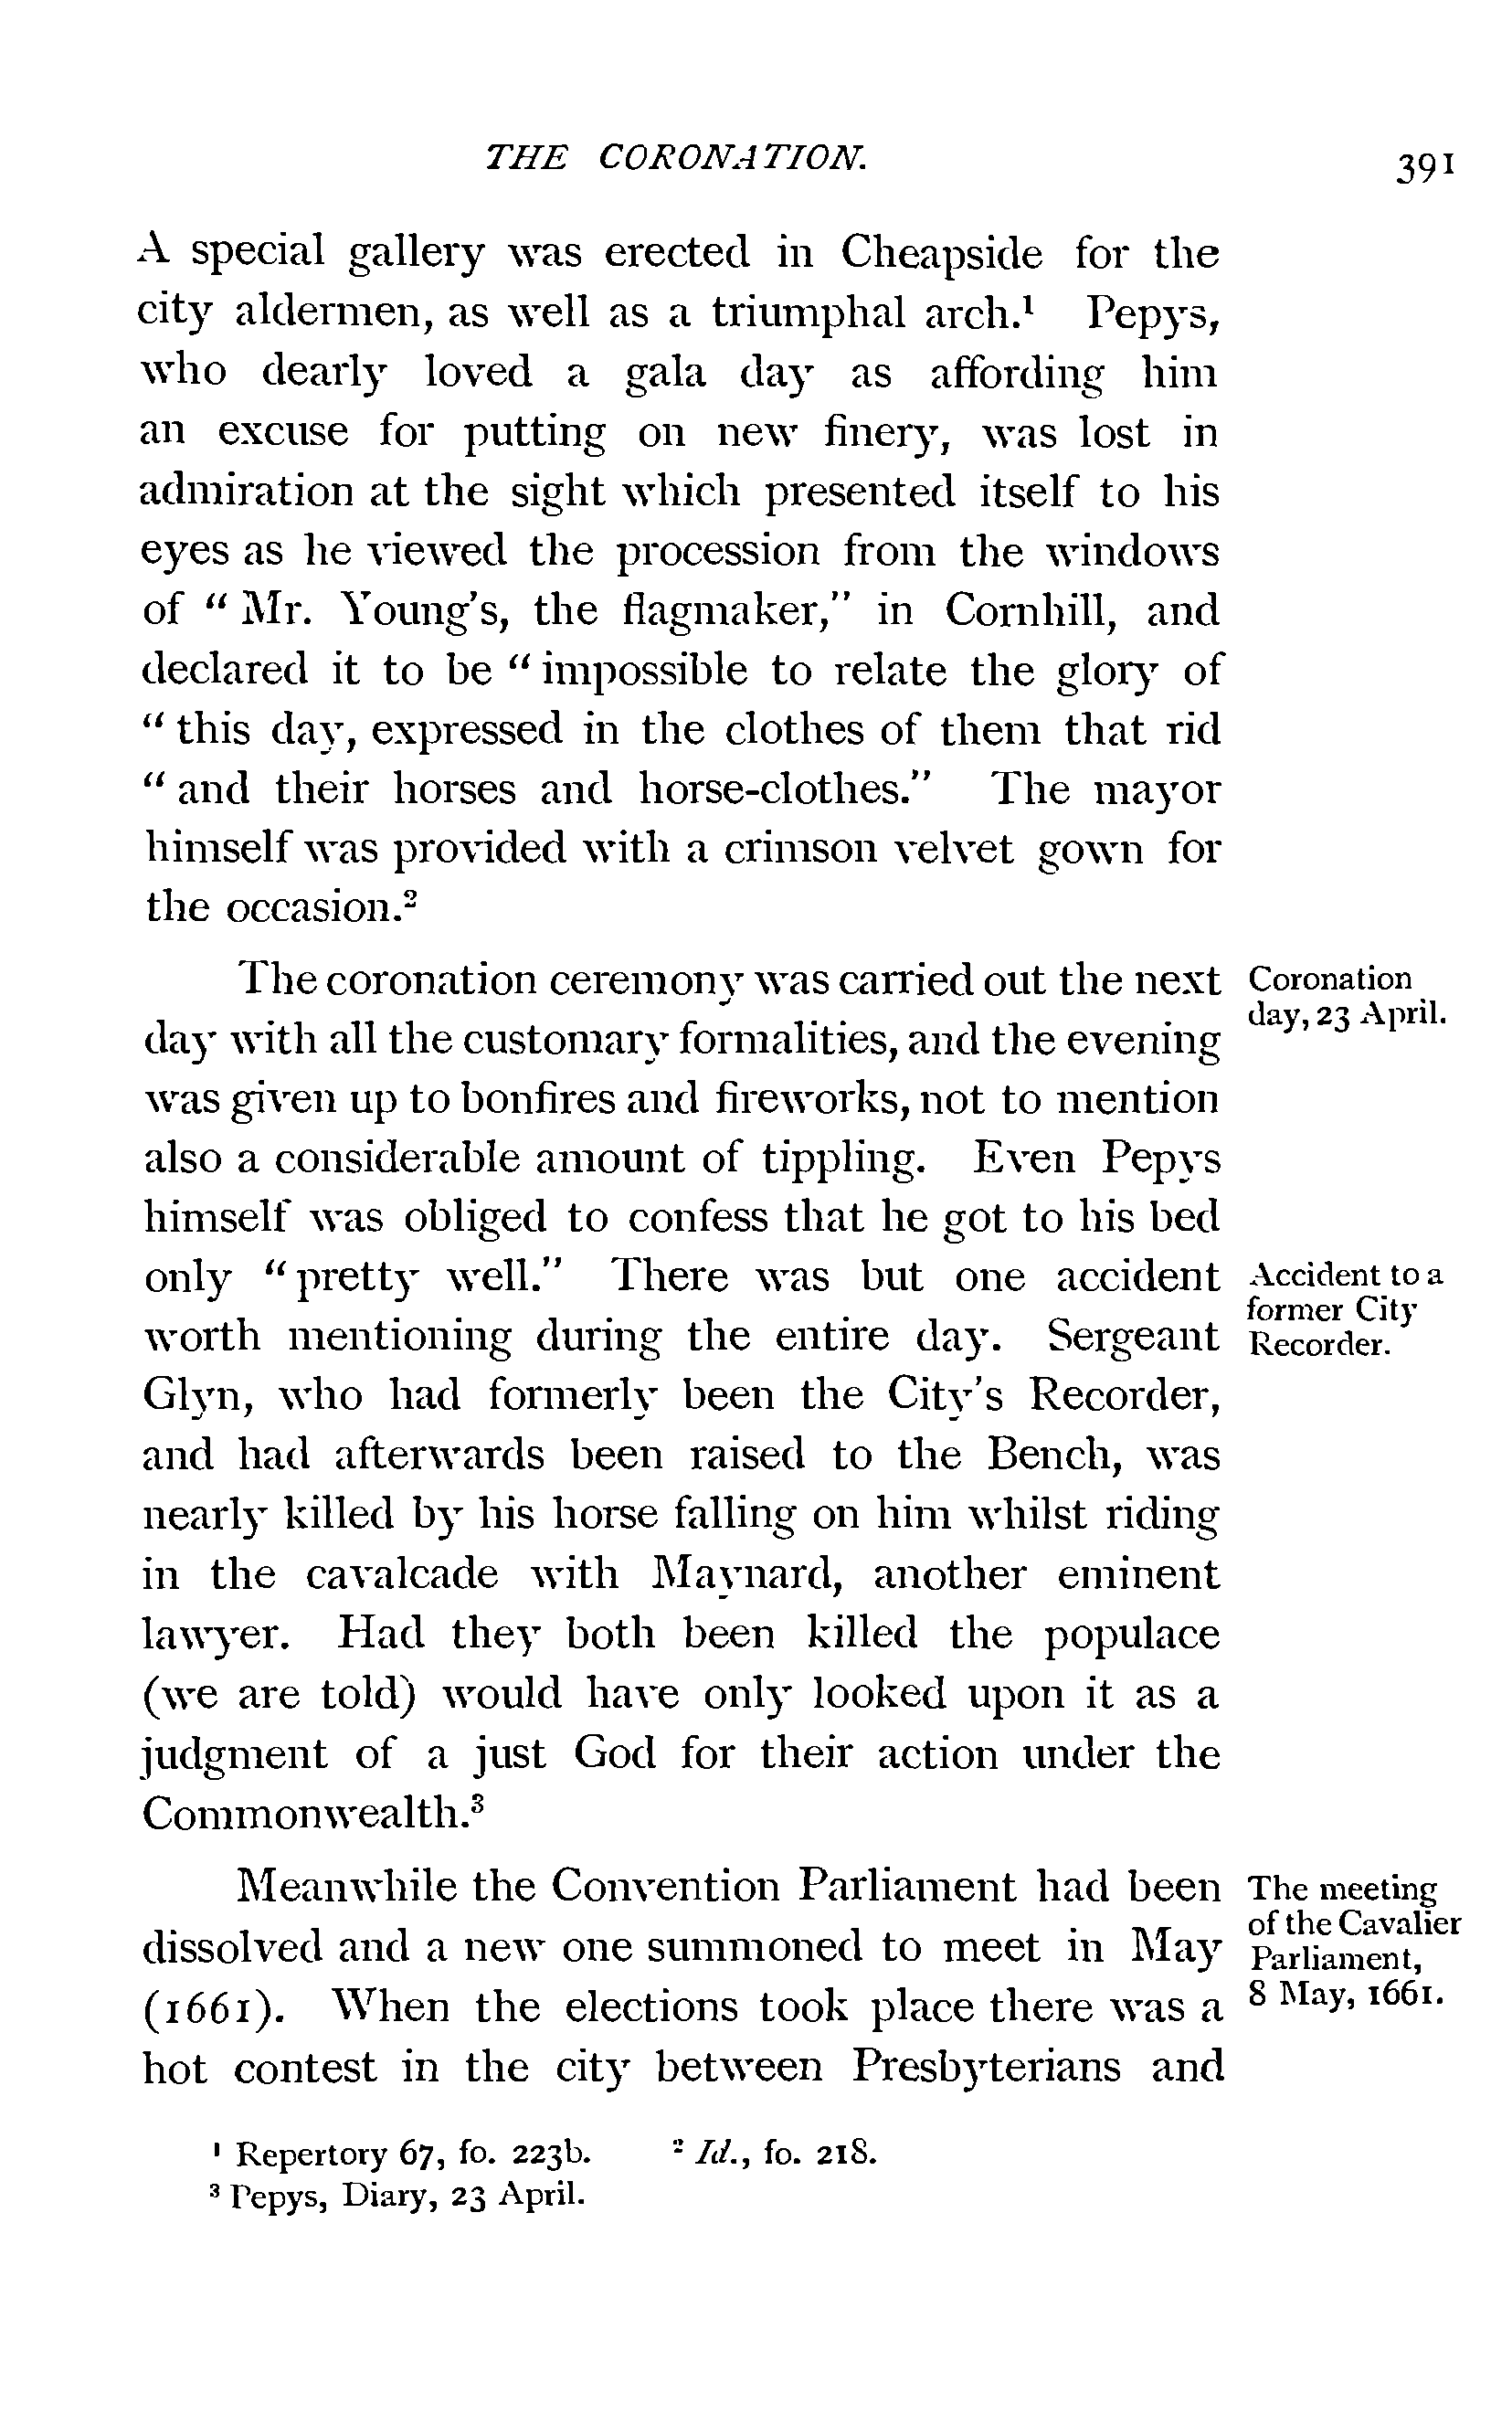 THE CORONATION.
391
A special gallery was erected in Cheapside for the
city aldermen, as well as a triumphal arch.¹ Pepys,
who dearly loved a gala day as affording him
an excuse for putting on new finery, was lost in
admiration at the sight which presented itself to his
eyes as he viewed the procession from the windows
of “ Mr. Young’s, the flagmaker,” in Cornhill, and
declared it to be “ impossible to relate the glory of
“ this day, expressed in the clothes of them that rid
“ and their horses and horse-clothes.” The mayor
himself was provided with a crimson velvet gown for
the occasion.²
The coronation ceremony was carried out the next
day with all the customary formalities, and the evening
was given up to bonfires and fireworks, not to mention
also a considerable amount of tippling. Even Pepys
himself was obliged to confess that he got to his bed
only “ pretty well.” There was but one accident
worth mentioning during the entire day. Sergeant
Glyn, who had formerly been the City’s Recorder,
and had afterwards been raised to the Bench, was
nearly killed by his horse falling on him whilst riding
in the cavalcade with Maynard, another eminent
lawyer. Had they both been killed the populace
(we are told) would have only looked upon it as a
judgment of a just God for their action under the
Commonwealth.³
Coronation
day, 23 April.
Accident to a
former City
Recorder.
Meanwhile the Convention Parliament had been
dissolved and a new one summoned to meet in May
(1661). When the elections took place there was a
hot contest in the city between Presbyterians and
The meeting
of the Cavalier
Parliament,
8 May, 1661.
¹ Repertory 67, fo. 223b. ² Id., fo. 218.
³ Pepys, Diary, 23 April.